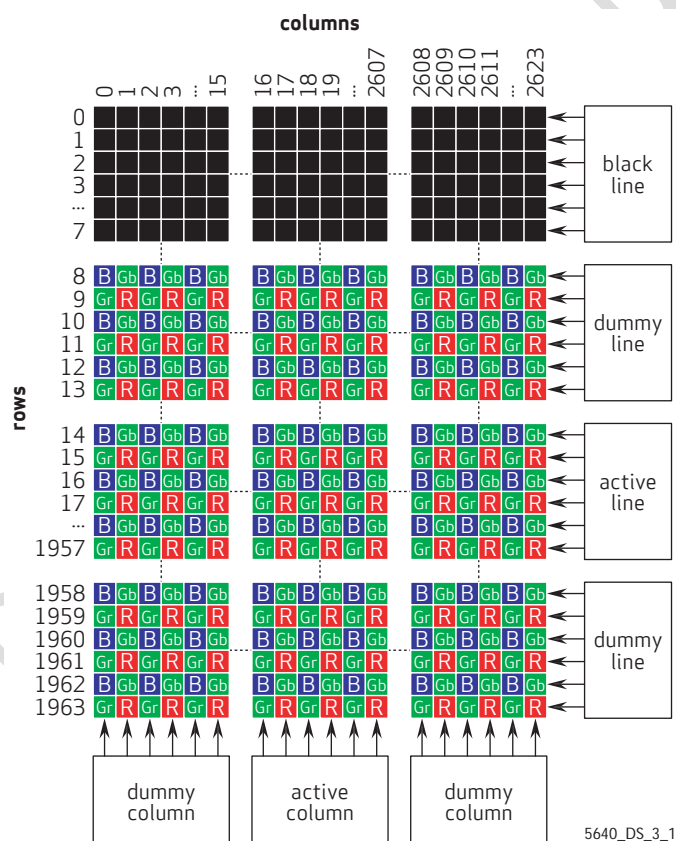 columns
0 1 2 3 ... 15 16 17 18 19 ... 2607 2608 2609 2610 2611 ... 2623
rows
0
1
2
3
...
7
black
line
8 B Gb B Gb B Gb B Gb B Gb B Gb B Gb B Gb B Gb
9 Gr R Gr R Gr R Gr R Gr R Gr R Gr R Gr R Gr R
10 B Gb B Gb B Gb B Gb B Gb B Gb B Gb B Gb B Gb
11 Gr R Gr R Gr R Gr R Gr R Gr R Gr R Gr R Gr R
12 B Gb B Gb B Gb B Gb B Gb B Gb B Gb B Gb B Gb
13 Gr R Gr R Gr R Gr R Gr R Gr R Gr R Gr R Gr R
dummy
line
14 B Gb B Gb B Gb B Gb B Gb B Gb B Gb B Gb B Gb
15 Gr R Gr R Gr R Gr R Gr R Gr R Gr R Gr R Gr R
16 B Gb B Gb B Gb B Gb B Gb B Gb B Gb B Gb B Gb
17 Gr R Gr R Gr R Gr R Gr R Gr R Gr R Gr R Gr R
... B Gb B Gb B Gb B Gb B Gb B Gb B Gb B Gb B Gb
1957 Gr R Gr R Gr R Gr R Gr R Gr R Gr R Gr R Gr R
active
line
1958 B Gb B Gb B Gb B Gb B Gb B Gb B Gb B Gb B Gb
1959 Gr R Gr R Gr R Gr R Gr R Gr R Gr R Gr R Gr R
1960 B Gb B Gb B Gb B Gb B Gb B Gb B Gb B Gb B Gb
1961 Gr R Gr R Gr R Gr R Gr R Gr R Gr R Gr R Gr R
1962 B Gb B Gb B Gb B Gb B Gb B Gb B Gb B Gb B Gb
1963 Gr R Gr R Gr R Gr R Gr R Gr R Gr R Gr R Gr R
dummy
line
dummy
column
active
column
dummy
column
5640_DS_3_1